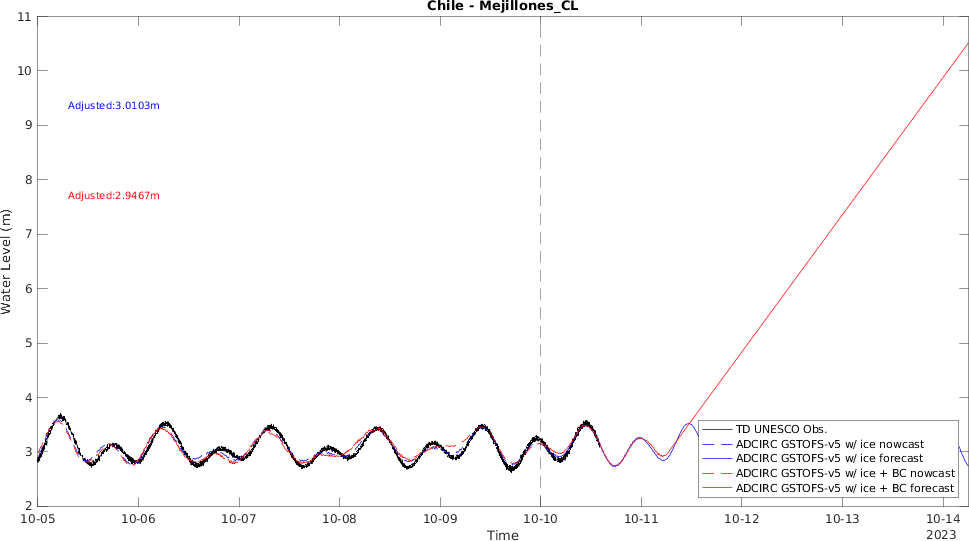 Chile - Mejillones_CL
11
10
9
8
7
6
5
4
3
2
Water Level (m)
Adjusted:3.0103m
Adjusted:2.9467m
TD UNESCO Obs.
ADCIRC GSTOFS-v5 w/ ice nowcast
ADCIRC GSTOFS-v5 w/ ice forecast
ADCIRC GSTOFS-v5 w/ ice + BC nowcast
ADCIRC GSTOFS-v5 w/ ice + BC forecast
10-05 10-06 10-07 10-08 10-09 10-10 10-11 10-12 10-13 10-14
2023
Time